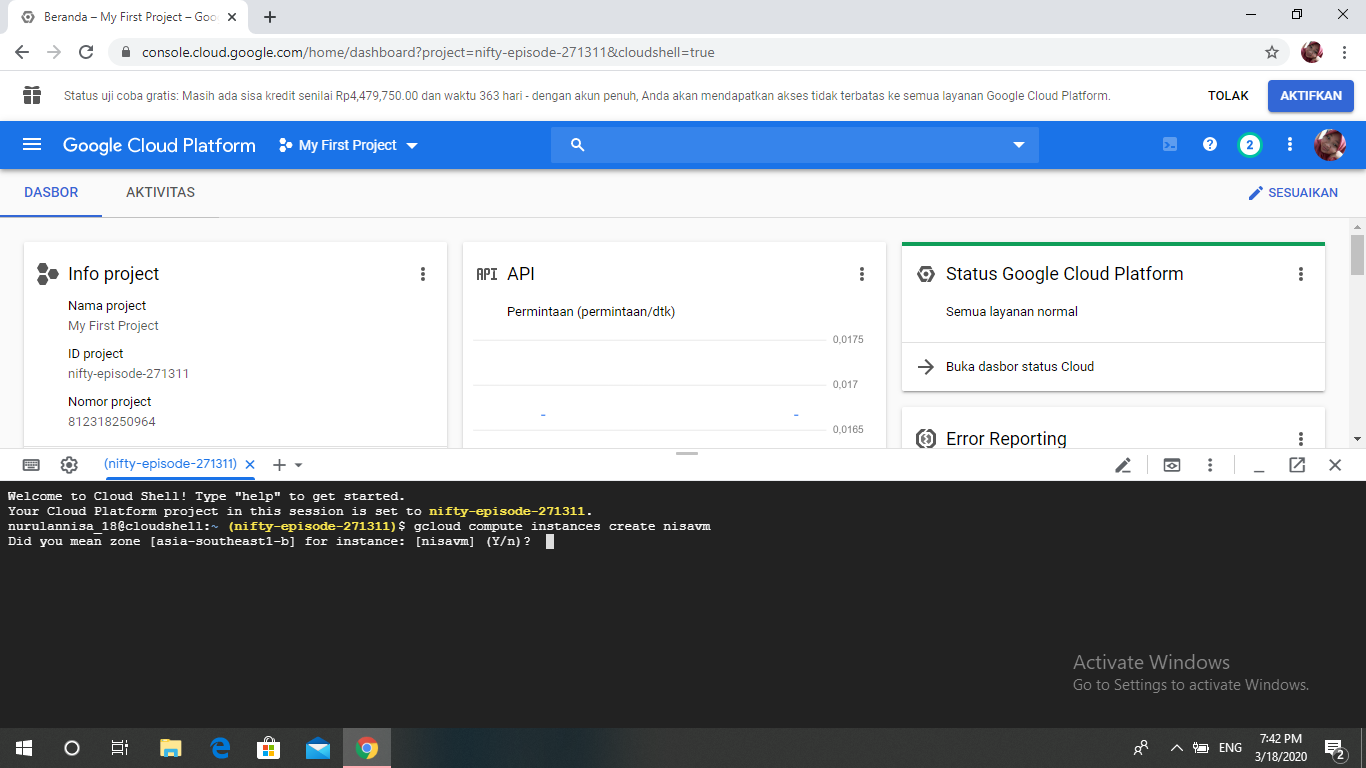 Beranda – My First Project – Goo
console.cloud.google.com/home/dashboard?project=nifty-episode-271311&cloudshell=true
Status uji coba gratis: Masih ada sisa kredit senilai Rp4,479,750.00 dan waktu 363 hari - dengan akun penuh, Anda akan mendapatkan akses tidak terbatas ke semua layanan Google Cloud Platform.
TOLAK
AKTIFKAN
Google Cloud Platform
My First Project
2
DASBOR
AKTIVITAS
SESUAIKAN
Info project
Nama project
My First Project
ID project
nifty-episode-271311
Nomor project
812318250964
API API
Permintaan (permintaan/dtk)
0,0175
0,017
0,0165
Status Google Cloud Platform
Semua layanan normal
Buka dasbor status Cloud
Error Reporting
(nifty-episode-271311)
Welcome to Cloud Shell! Type "help" to get started.
Your Cloud Platform project in this session is set to nifty-episode-271311.
nurulannisa_18@cloudshell:~ (nifty-episode-271311)$ gcloud compute instances create nisavm
Did you mean zone [asia-southeast1-b] for instance: [nisavm] (Y/n)?
Activate Windows
Go to Settings to activate Windows.
ENG
7:42 PM
3/18/2020
2